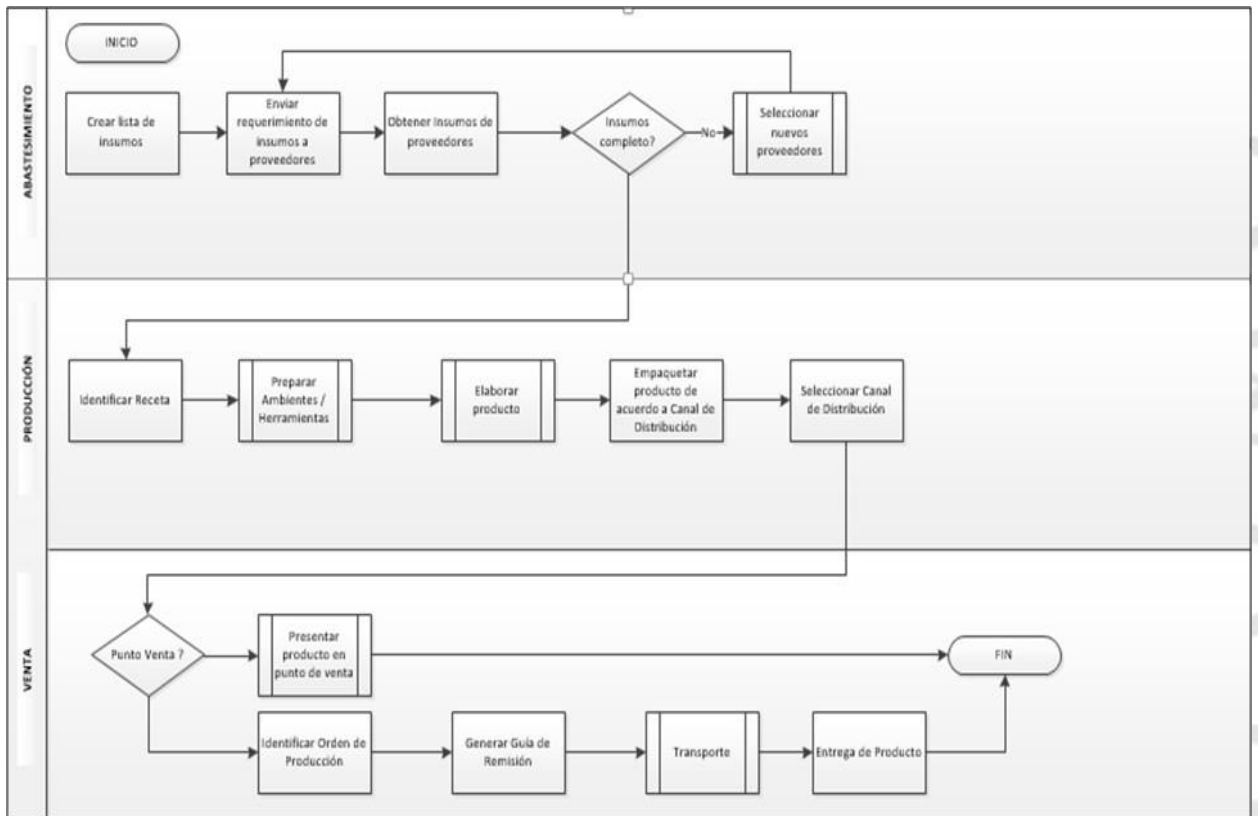 ABASTESIMIENTO
INICIO
Crear lista de
insumos
Enviar
requerimiento de
insumos a
proveedores
Obtener Insumos de
proveedores
Insumos
completo?
No
Seleccionar
nuevos
proveedores
PRODUCCIÓN
Identificar Receta
Preparar
Ambientes /
Herramientas
Elaborar
producto
Empaquetar
producto de
acuerdo a Canal de
Distribución
Seleccionar Canal
de Distribución
VENTA
Punto Venta ?
Presentar
producto en
punto de venta
FIN
Identificar Orden de
Producción
Generar Guía de
Remisión
Transporte
Entrega de Producto